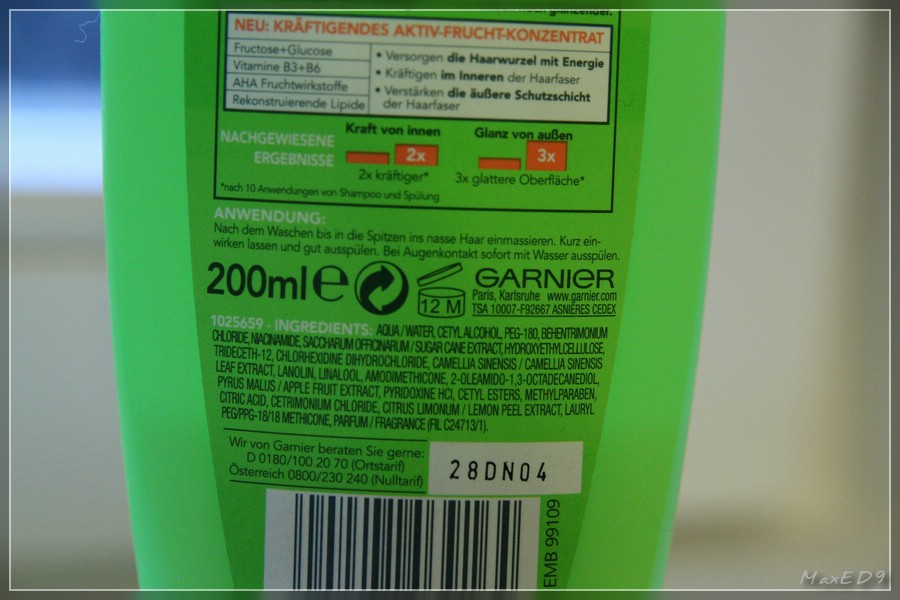 NEU: KRÄFTIGENDES AKTIV-FRUCHT-KONZENTRAT
Fructose+Glucose
Vitamine B3+B6
AHA Fruchtwirkstoffe
Rekonstruierende Lipide
• Versorgen die Haarwurzel mit Energie
• Kräftigen im Inneren der Haarfaser
• Verstärken die äußere Schutzschicht
der Haarfaser
NACHGEWIESENE
ERGEBNISSE
Kraft von innen
2x
2x kräftiger*
Glanz von außen
3x
3x glattere Oberfläche*
*nach 10 Anwendungen von Shampoo und Spülung
ANWENDUNG:
Nach dem Waschen bis in die Spitzen ins nasse Haar einmassieren. Kurz ein-
wirken lassen und gut ausspülen. Bei Augenkontakt sofort mit Wasser ausspülen.
200ml e
12 M
GARNIER
Paris, Karlsruhe www.garnier.com
TSA 10007-F92667 ASNIÈRES CEDEX
1025659 - INGREDIENTS: AQUA / WATER, CETYL ALCOHOL, PEG-180, BEHENTRIMONIUM
CHLORIDE, NIACINAMIDE, SACCHARUM OFFICINARUM / SUGAR CANE EXTRACT, HYDROXYETHYLCELLULOSE,
TRIDECETH-12, CHLORHEXIDINE DIHYDROCHLORIDE, CAMELLIA SINENSIS / CAMELLIA SINENSIS
LEAF EXTRACT, LANOLIN, LINALOOL, AMODIMETHICONE, 2-OLEAMIDO-1,3-OCTADECANEDIOL,
PYRUS MALUS / APPLE FRUIT EXTRACT, PYRIDOXINE HCI, CETYL ESTERS, METHYLPARABEN,
CITRIC ACID, CETRIMONIUM CHLORIDE, CITRUS LIMONUM / LEMON PEEL EXTRACT, LAURYL
PEG/PPG-18/18 METHICONE, PARFUM / FRAGRANCE (FIL C24713/1).
Wir von Garnier beraten Sie gerne:
D 0180/100 20 70 (Ortstarif)
Österreich 0800/230 240 (Nulltarif)
28DN04
EMB 99109
MaxED9